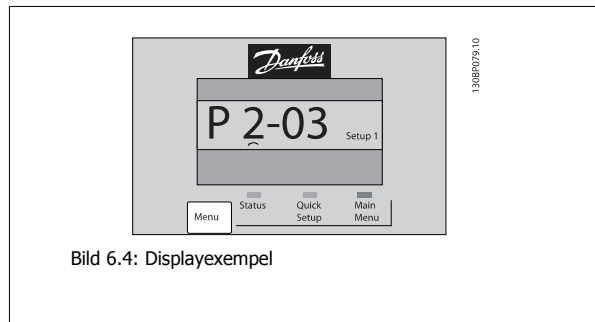 Danfoss
130BP079.10
P 2-03 Setup 1
Menu
Status Quick Setup Main Menu
Bild 6.4: Displayexempel